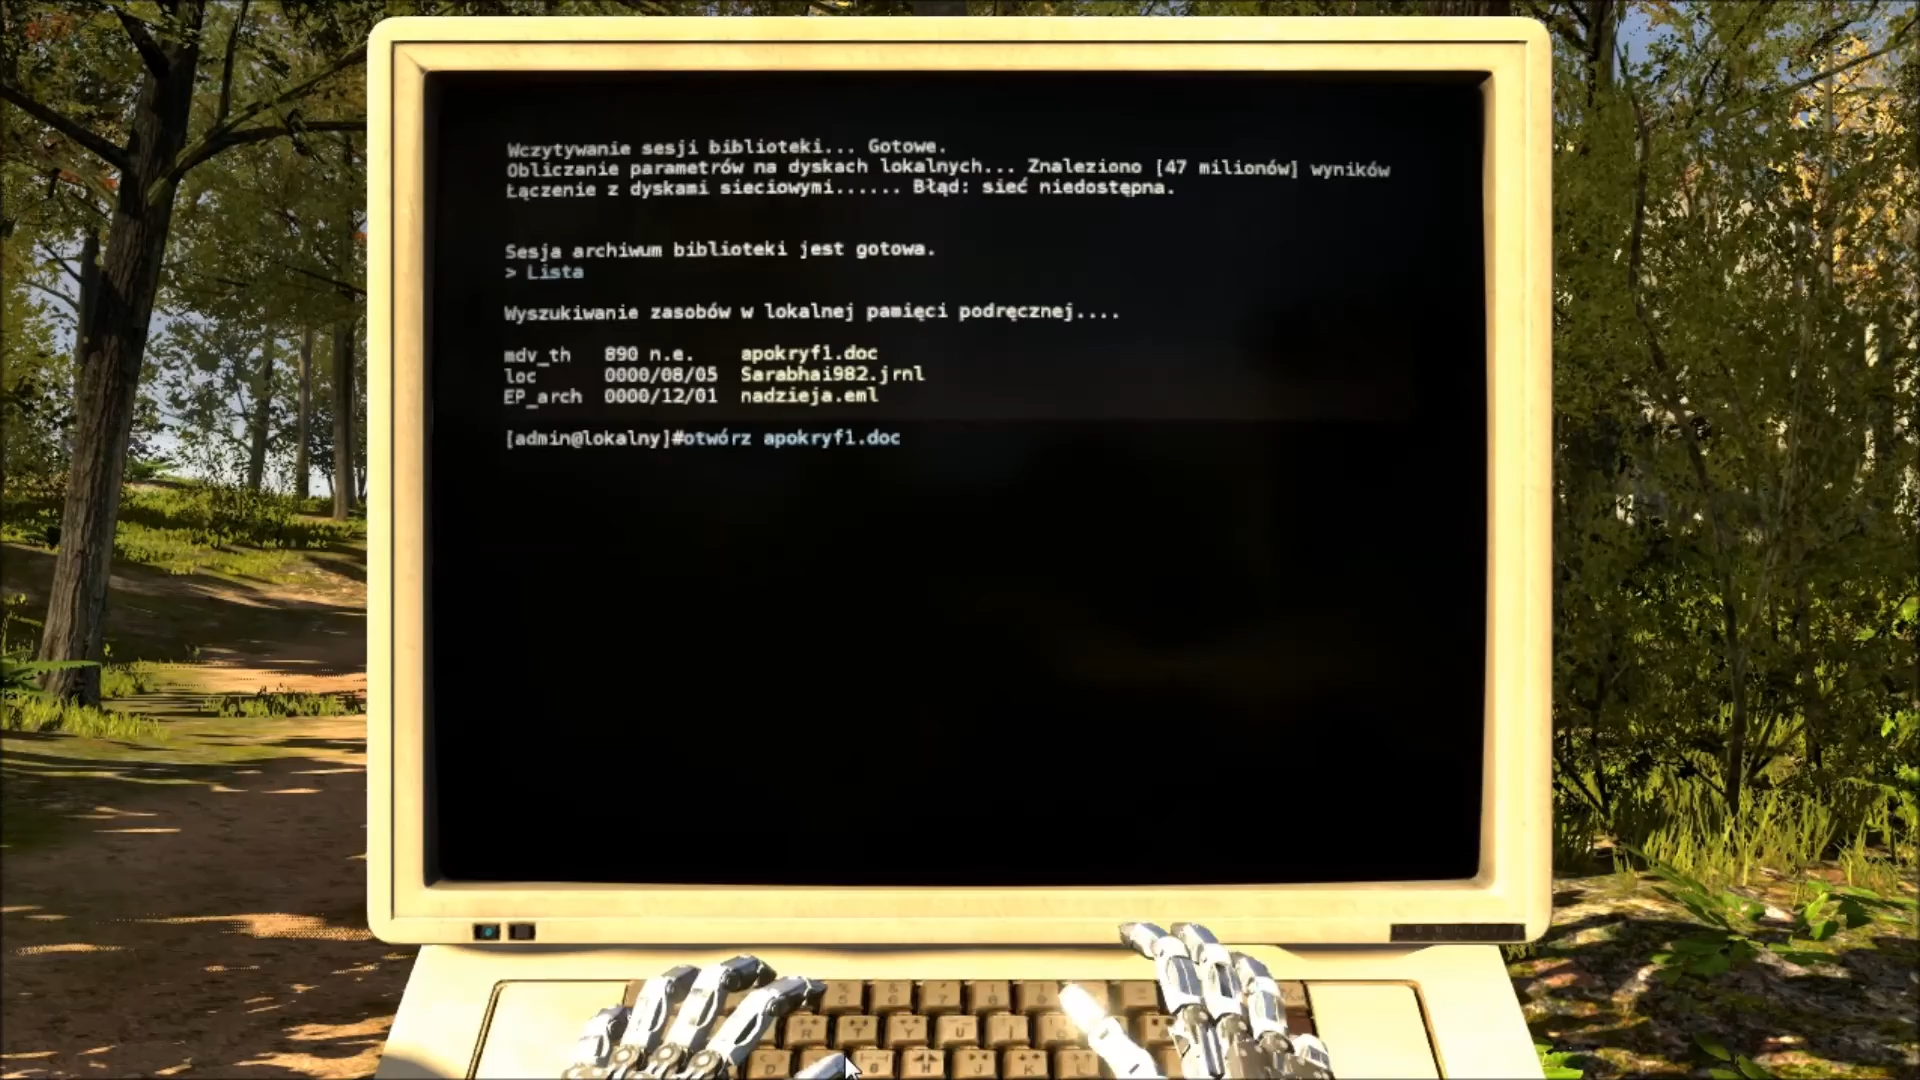 Wczytywanie sesji biblioteki... Gotowe.
Obliczanie parametrów na dyskach lokalnych... Znaleziono [47 milionów] wyników
Łączenie z dyskami sieciowymi...... Błąd: sieć niedostępna.
Sesja archiwum biblioteki jest gotowa.
> Lista
Wyszukiwanie zasobów w lokalnej pamięci podręcznej....
mdv_th 890 n.e. apokryf1.doc
loc 0000/08/05 Sarabhai982.jrnl
EP_arch 0000/12/01 nadzieja.eml
[admin@lokalny]#otwórz apokryf1.doc